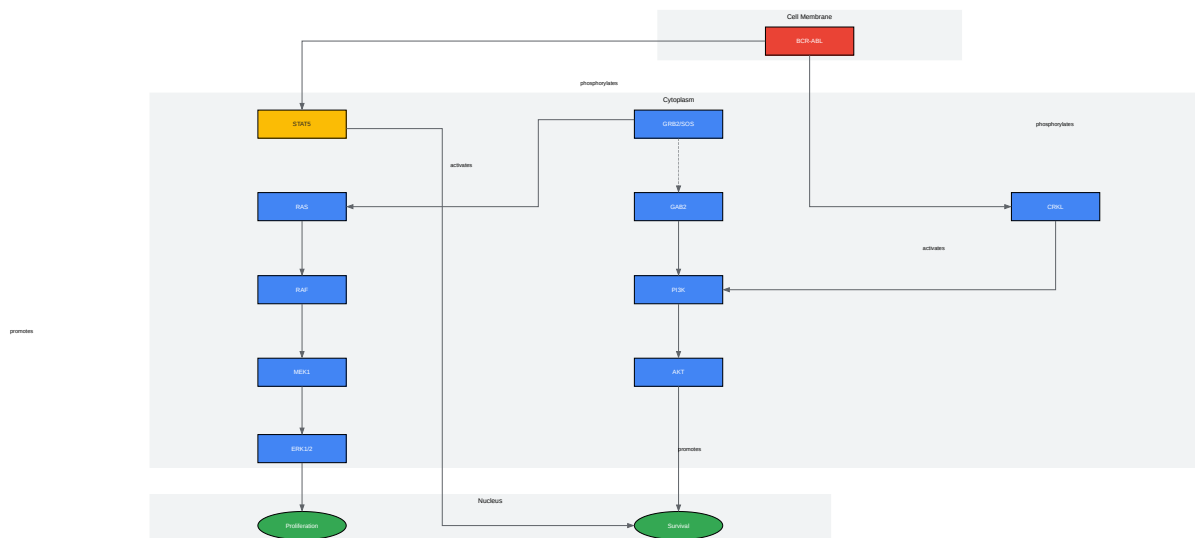 Cell Membrane
BCR-ABL
phosphorylates
Cytoplasm
STAT5
GRB2/SOS
phosphorylates
activates
RAS
GAB2
CRKL
activates
RAF
PI3K
promotes
MEK1
AKT
ERK1/2
promotes
Nucleus
Proliferation
Survival